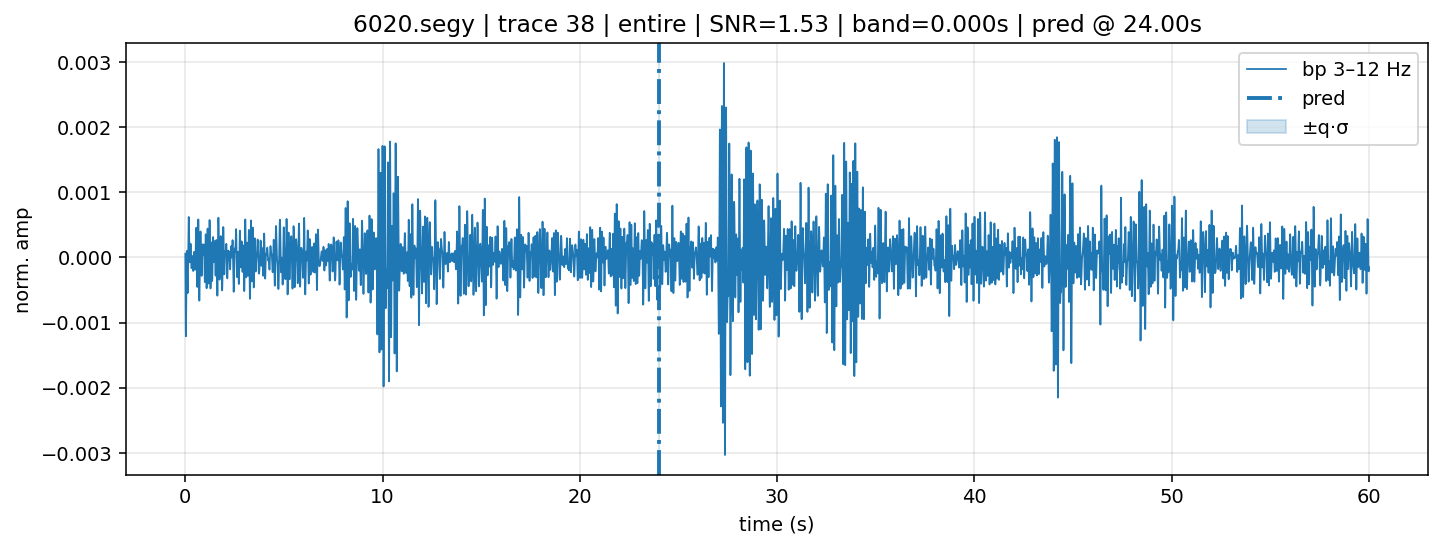 6020.segy | trace 38 | entire | SNR=1.53 | band=0.000s | pred @ 24.00s
bp 3–12 Hz
pred
±q·σ
norm. amp
0.003
0.002
0.001
0.000
−0.001
−0.002
−0.003
0
10
20
30
40
50
60
time (s)